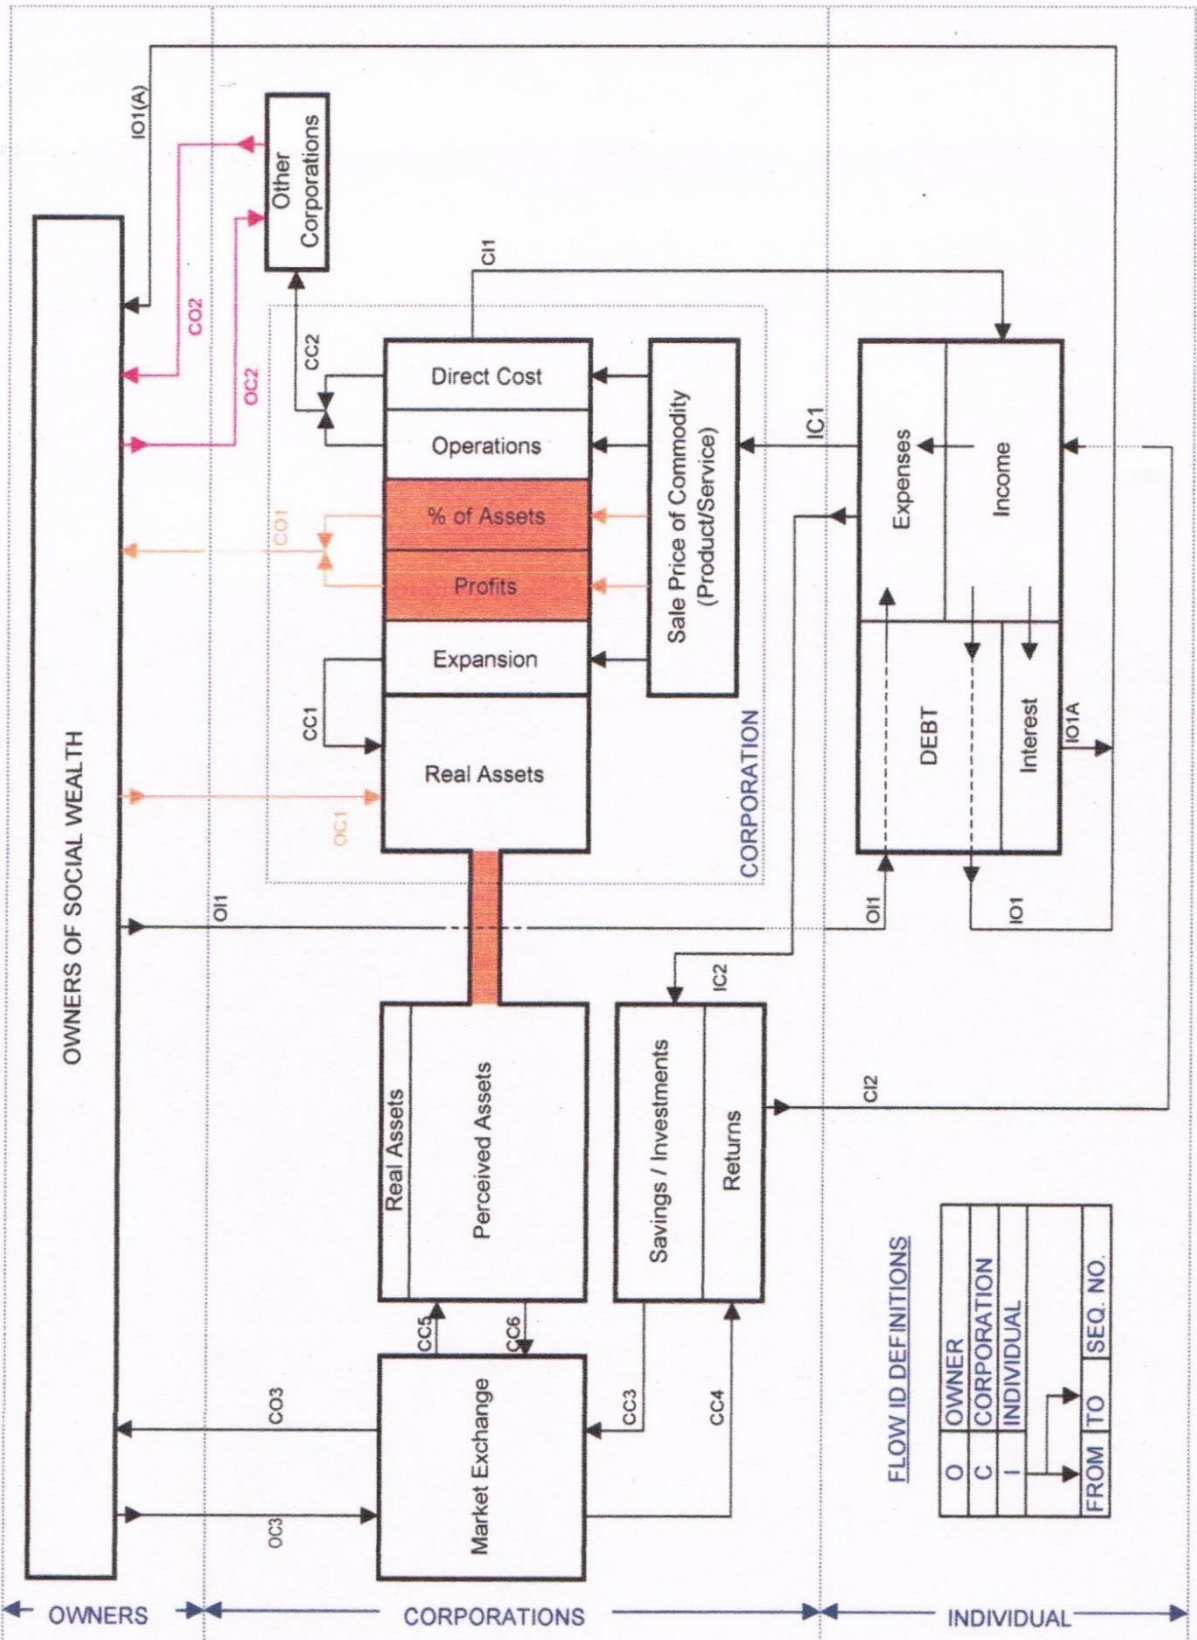 OWNERS OF SOCIAL WEALTH
IO1(A)
CO2
OC2
OC3
CO3
OI1
OC1
CO1
Other
Corporations
CC1
CC2
CI1
Market Exchange
CC5
CC6
Real Assets
Perceived Assets
Real Assets
Expansion
Profits
% of Assets
Operations
Direct Cost
CC3
CC4
Savings / Investments
Returns
IC2
CI2
CORPORATION
Sale Price of Commodity
(Product/Service)
IC1
OI1
IO1
DEBT
Interest
IO1A
Expenses
Income
FLOW ID DEFINITIONS
O OWNER
C CORPORATION
I INDIVIDUAL
FROM TO SEQ. NO.
OWNERS
CORPORATIONS
INDIVIDUAL